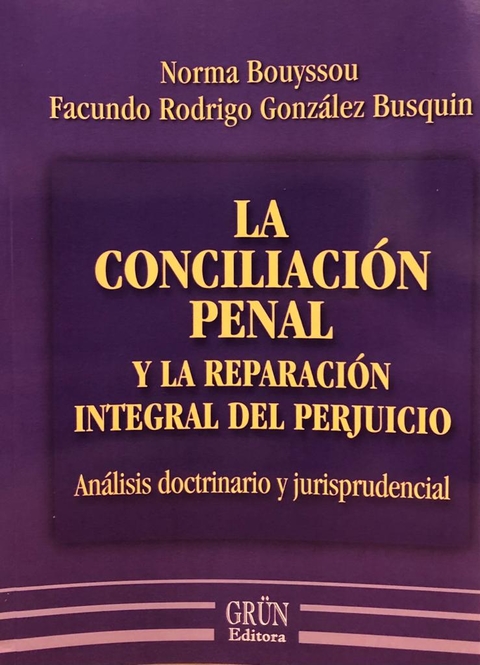 Norma Bouyssou
Facundo Rodrigo González Busquin
LA
CONCILIACIÓN
PENAL
Y LA REPARACIÓN
INTEGRAL DEL PERJUICIO
Análisis doctrinario y jurisprudencial
GRÜN
Editora